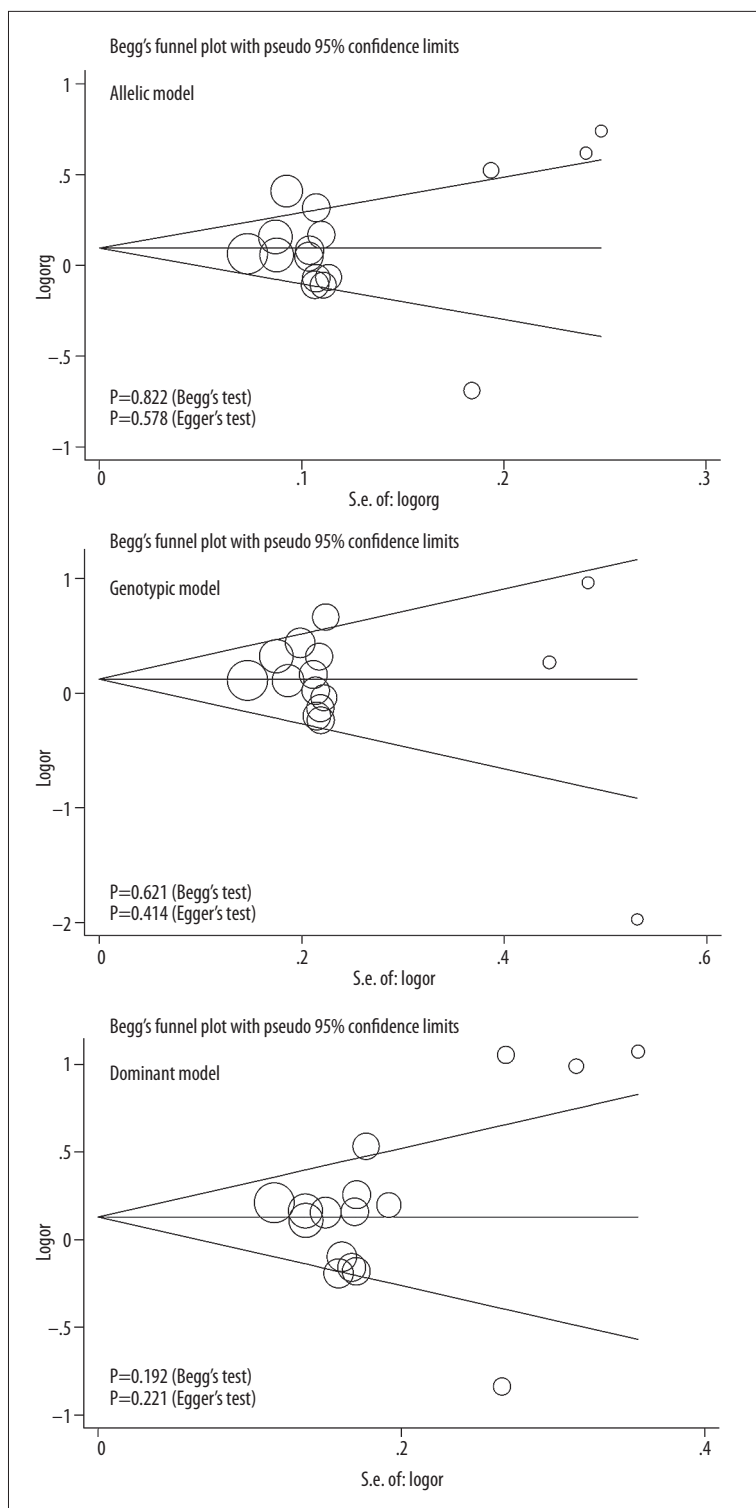 Begg's funnel plot with pseudo 95% confidence limits
Allelic model
1
.5
0
−.5
−1
Logorg
P=0.822 (Begg's test)
P=0.578 (Egger's test)
0 .1 .2 .3
S.e. of: logorg
Begg's funnel plot with pseudo 95% confidence limits
Genotypic model
1
0
−1
−2
Logor
P=0.621 (Begg's test)
P=0.414 (Egger's test)
0 .2 .4 .6
S.e. of: logor
Begg's funnel plot with pseudo 95% confidence limits
Dominant model
1
.5
0
−.5
−1
Logor
P=0.192 (Begg's test)
P=0.221 (Egger's test)
0 .2 .4
S.e. of: logor